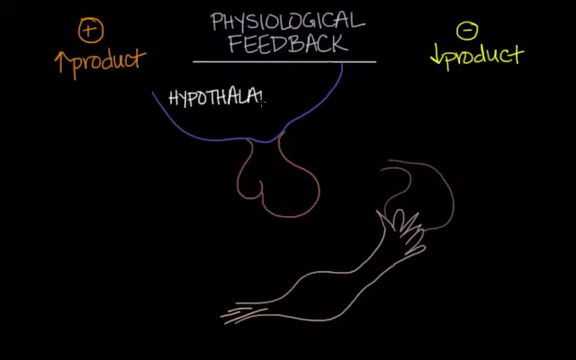 PHYSIOLOGICAL
FEEDBACK
+
↑product
-
↓product
HYPOTHALA